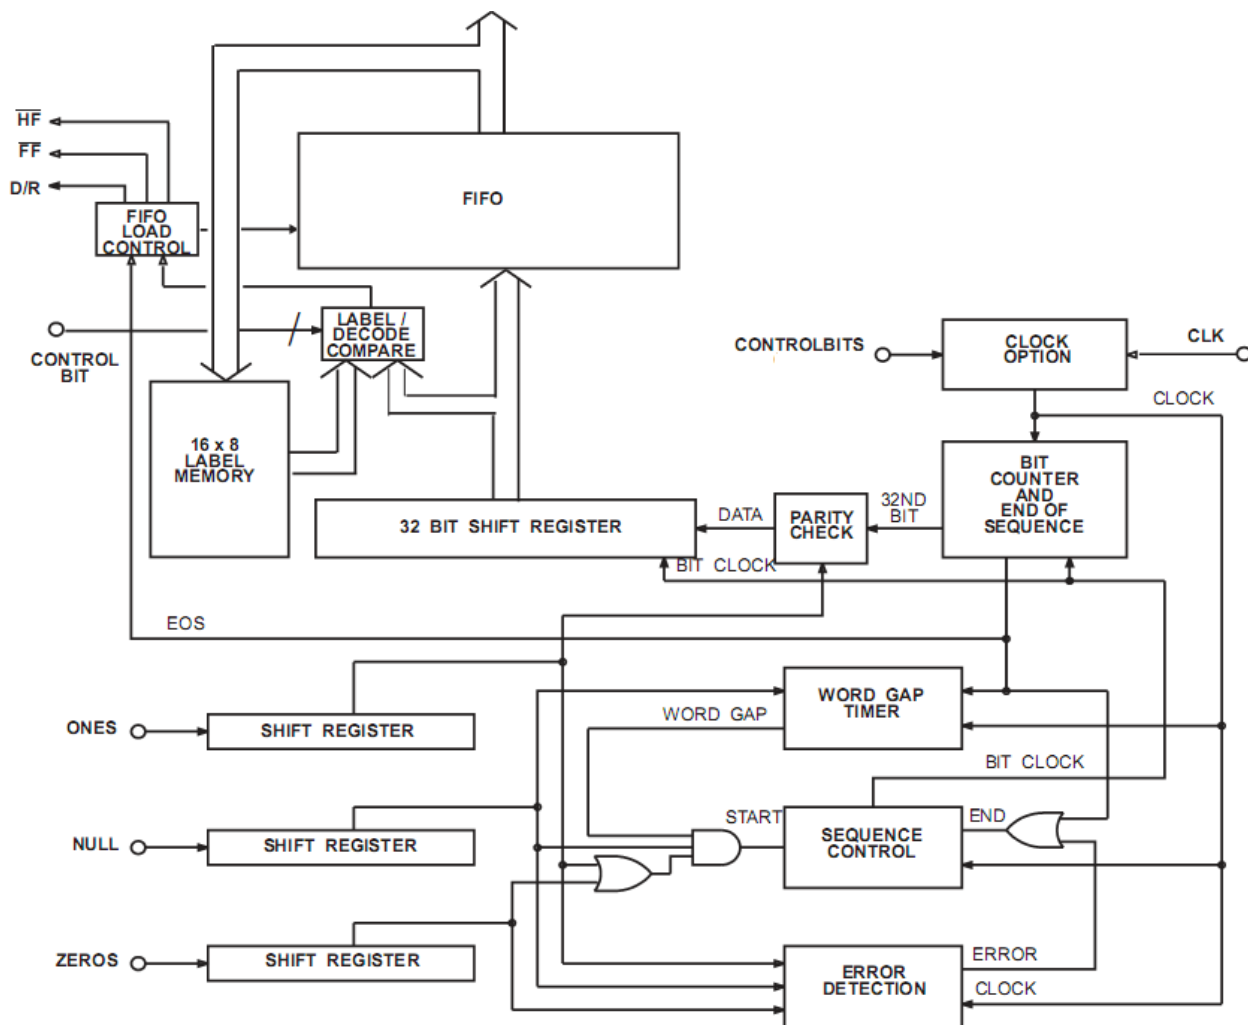 HF
FF
D/R
FIFO
LOAD
CONTROL
FIFO
CONTROL
BIT
LABEL /
DECODE
COMPARE
CONTROLBITS
CLOCK
OPTION
CLK
CLOCK
16 x 8
LABEL
MEMORY
BIT
COUNTER
AND
END OF
SEQUENCE
32 BIT SHIFT REGISTER
DATA
PARITY
CHECK
32ND
BIT
BIT CLOCK
EOS
ONES
SHIFT REGISTER
WORD GAP
WORD GAP
TIMER
BIT CLOCK
NULL
SHIFT REGISTER
START
SEQUENCE
CONTROL
END
ZEROS
SHIFT REGISTER
ERROR
DETECTION
ERROR
CLOCK